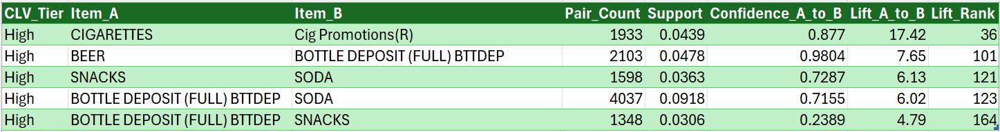 CLV_Tier Item_A Item_B Pair_Count Support Confidence_A_to_B Lift_A_to_B Lift_Rank
High CIGARETTES Cig Promotions(R) 1933 0.0439 0.877 17.42 36
High BEER BOTTLE DEPOSIT (FULL) BTTDEP 2103 0.0478 0.9804 7.65 101
High SNACKS SODA 1598 0.0363 0.7287 6.13 121
High BOTTLE DEPOSIT (FULL) BTTDEP SODA 4037 0.0918 0.7155 6.02 123
High BOTTLE DEPOSIT (FULL) BTTDEP SNACKS 1348 0.0306 0.2389 4.79 164